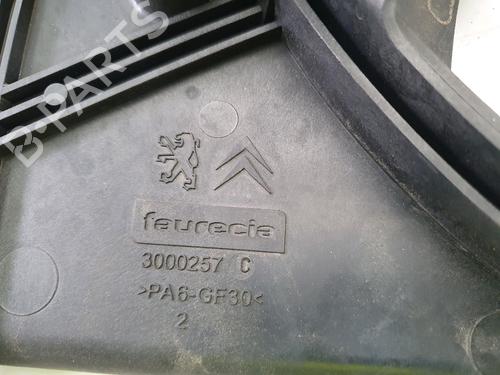 B-PARTS
faurecia
3000257 C
>PA6-GF30<
2